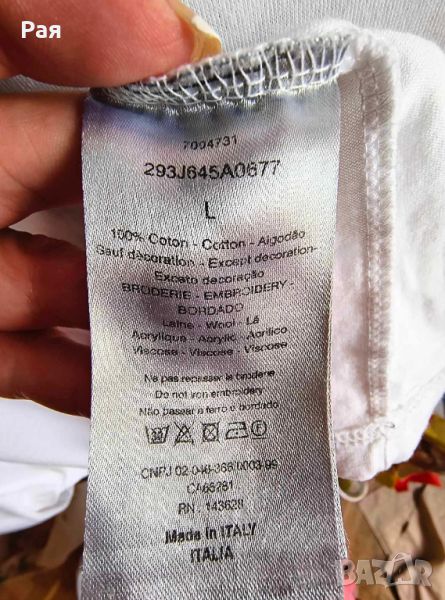 Рая
7004731
293J645A0677
L
100% Coton - Cotton - Algodão
Sauf décoration - Except decoration-
Exceto decoração
BRODERIE - EMBROIDERY -
BORDADO
Laine - Wool - Lã
Acrylique - Acrylic - Acrílico
Viscose - Viscose - Viscose
Ne pas repasser la broderie
Do not iron embroidery
Não passar a ferro o bordado
CNPJ 02-046-366/0003-99
CA66281
RN : 143628
Made in ITALY
ITALIA
BAZAR